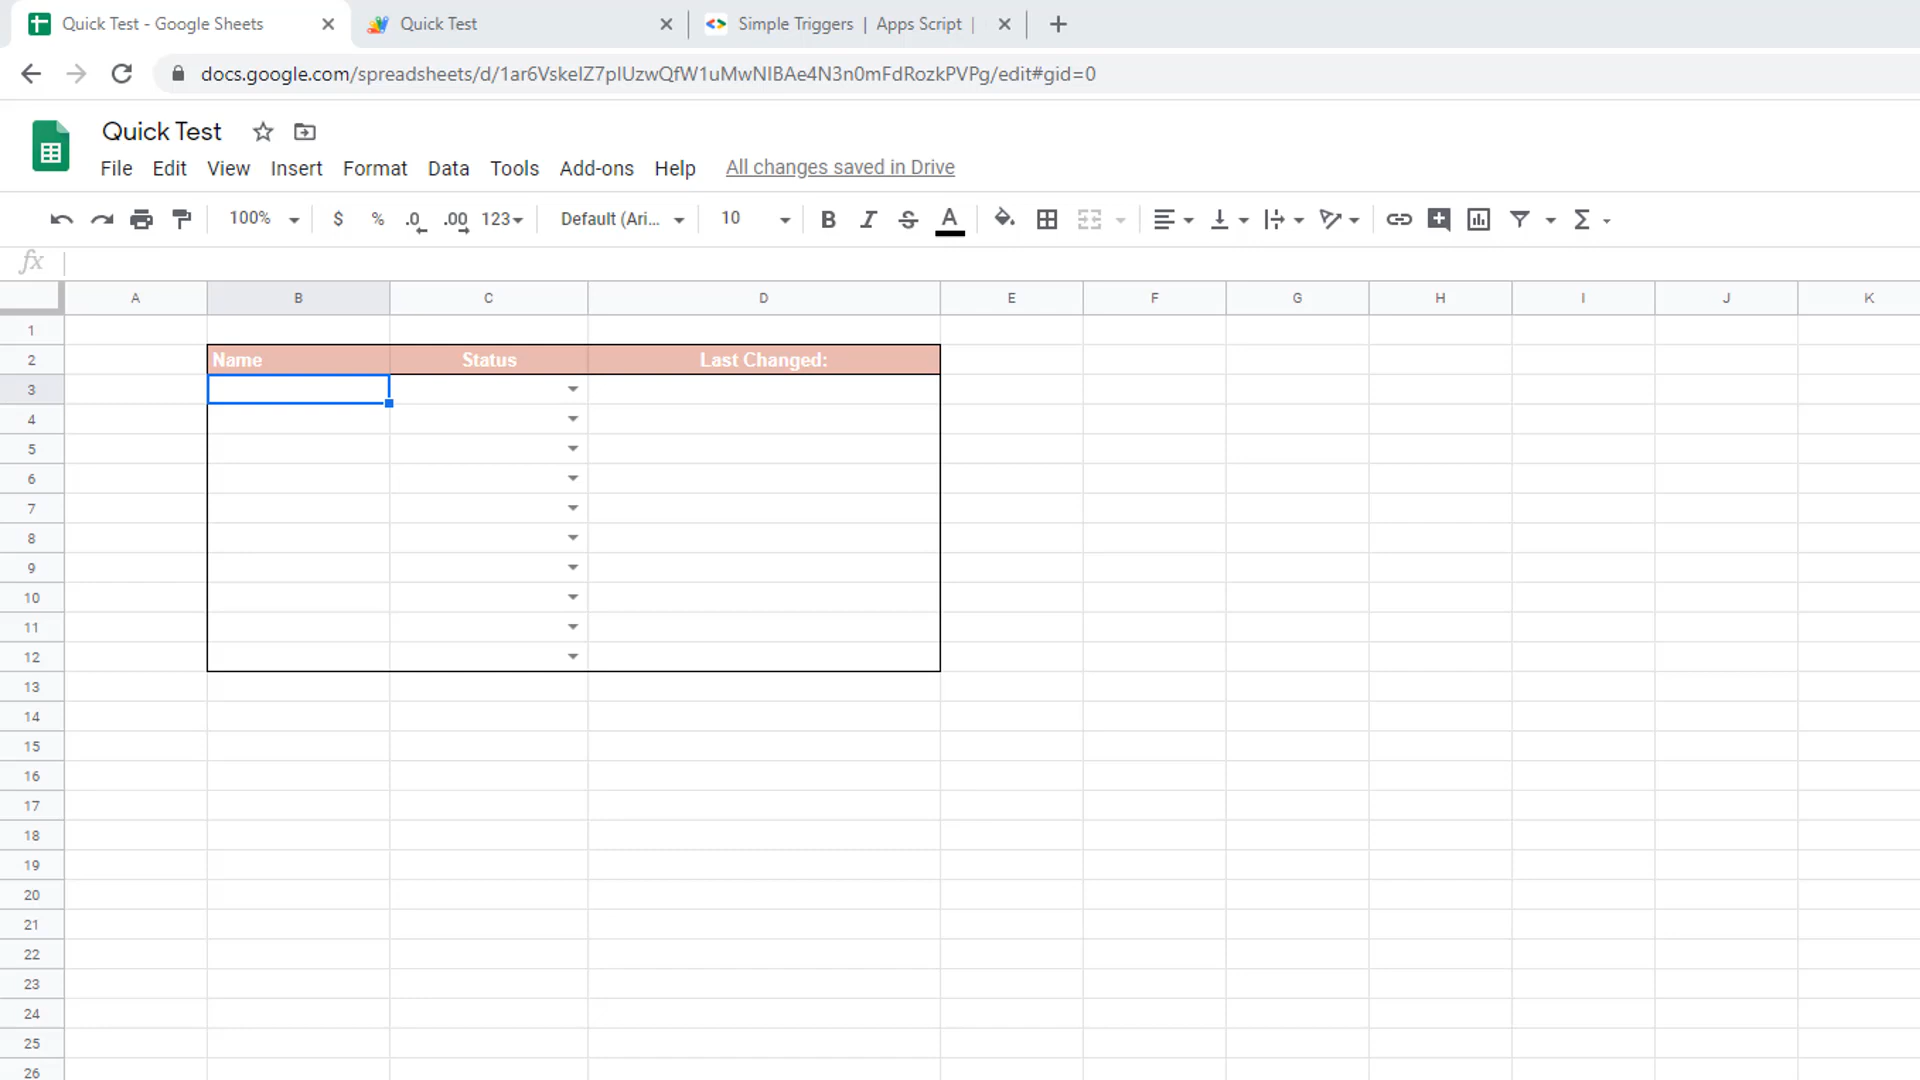 Quick Test - Google Sheets
Quick Test
Simple Triggers | Apps Script |
docs.google.com/spreadsheets/d/1ar6VskelZ7plUzwQfW1uMwNlBAe4N3n0mFdRozkPVPg/edit#gid=0
Quick Test
File Edit View Insert Format Data Tools Add-ons Help All changes saved in Drive
100% $ % .0 .00 123 Default (Ari... 10 B I S A Σ
fx
A B C D E F G H I J K
1
2 Name Status Last Changed:
3
4
5
6
7
8
9
10
11
12
13
14
15
16
17
18
19
20
21
22
23
24
25
26